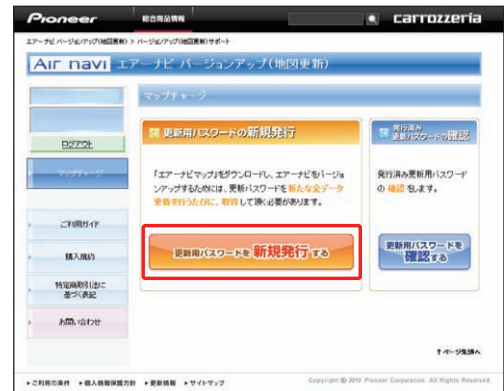 Pioneer
総合商品情報
carrozzeria
エアーナビ バージョンアップ(地図更新) > バージョンアップ(地図更新)サポート
Air navi エアーナビ バージョンアップ(地図更新)
マップチャージ
ログアウト
マップチャージ
ご利用ガイド
購入規約
特定商取引法に
基づく表記
お問い合わせ
更新用パスワードの新規発行
「エアーナビマップ」をダウンロードし、エアーナビをバージョ
ンアップするためには、更新パスワードを新たな全データ
更新を行うたびに、取得して頂く必要があります。
更新用パスワードを 新規発行 する
発行済み
更新用パスワードの確認
発行済み更新用パスワード
の 確認 をします。
更新用パスワードを
確認する
↑ページ先頭へ
ご利用の条件
個人情報保護方針
更新情報
サイトマップ
Copyright © 2013 Pioneer Corporation. All Rights Reserved.